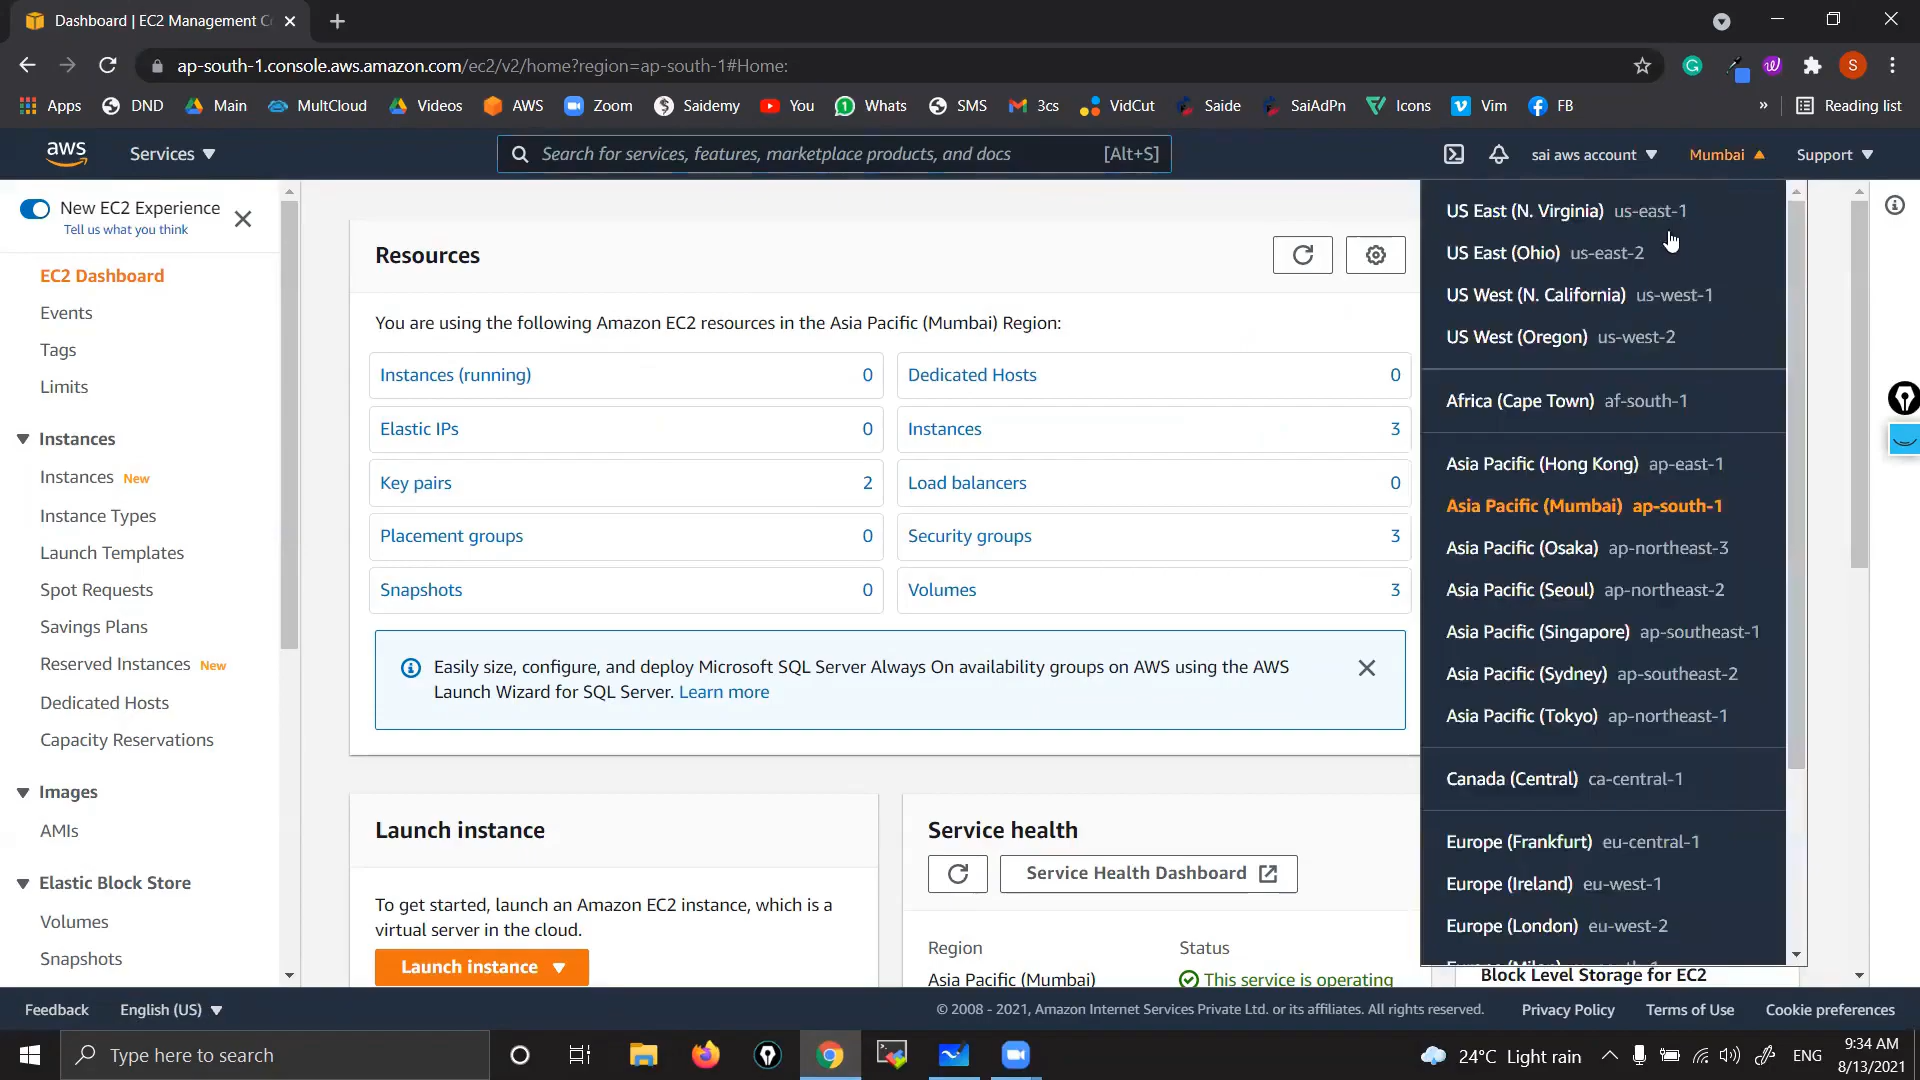 Dashboard | EC2 Management C
ap-south-1.console.aws.amazon.com/ec2/v2/home?region=ap-south-1#Home:
S
Apps DND Main MultCloud Videos AWS Zoom Saidemy You Whats SMS 3cs VidCut Saide SaiAdPn Icons Vim FB » Reading list
aws Services Search for services, features, marketplace products, and docs [Alt+S] sai aws account Mumbai Support
New EC2 Experience
Tell us what you think
EC2 Dashboard
Events
Tags
Limits
Instances
Instances New
Instance Types
Launch Templates
Spot Requests
Savings Plans
Reserved Instances New
Dedicated Hosts
Capacity Reservations
Images
AMIs
Elastic Block Store
Volumes
Snapshots
Resources
You are using the following Amazon EC2 resources in the Asia Pacific (Mumbai) Region:
Instances (running) 0 Dedicated Hosts 0
Elastic IPs 0 Instances 3
Key pairs 2 Load balancers 0
Placement groups 0 Security groups 3
Snapshots 0 Volumes 3
Easily size, configure, and deploy Microsoft SQL Server Always On availability groups on AWS using the AWS
Launch Wizard for SQL Server. Learn more
Launch instance
To get started, launch an Amazon EC2 instance, which is a
virtual server in the cloud.
Launch instance
Service health
Service Health Dashboard
Region Status
Asia Pacific (Mumbai) This service is operating
US East (N. Virginia) us-east-1
US East (Ohio) us-east-2
US West (N. California) us-west-1
US West (Oregon) us-west-2
Africa (Cape Town) af-south-1
Asia Pacific (Hong Kong) ap-east-1
Asia Pacific (Mumbai) ap-south-1
Asia Pacific (Osaka) ap-northeast-3
Asia Pacific (Seoul) ap-northeast-2
Asia Pacific (Singapore) ap-southeast-1
Asia Pacific (Sydney) ap-southeast-2
Asia Pacific (Tokyo) ap-northeast-1
Canada (Central) ca-central-1
Europe (Frankfurt) eu-central-1
Europe (Ireland) eu-west-1
Europe (London) eu-west-2
Block Level Storage for EC2
Feedback English (US) © 2008 - 2021, Amazon Internet Services Private Ltd. or its affiliates. All rights reserved. Privacy Policy Terms of Use Cookie preferences
Type here to search 24°C Light rain ENG 9:34 AM
8/13/2021